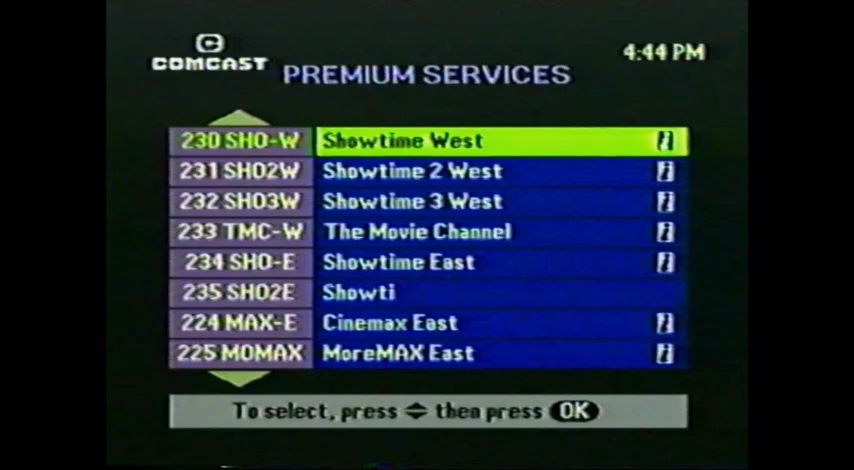 COMCAST
PREMIUM SERVICES
4:44 PM
230 SHO-W Showtime West i
231 SHO2W Showtime 2 West i
232 SHO3W Showtime 3 West i
233 TMC-W The Movie Channel i
234 SHO-E Showtime East i
235 SHO2E Showti
224 MAX-E Cinemax East i
225 MOMAX MoreMAX East i
To select, press then press OK